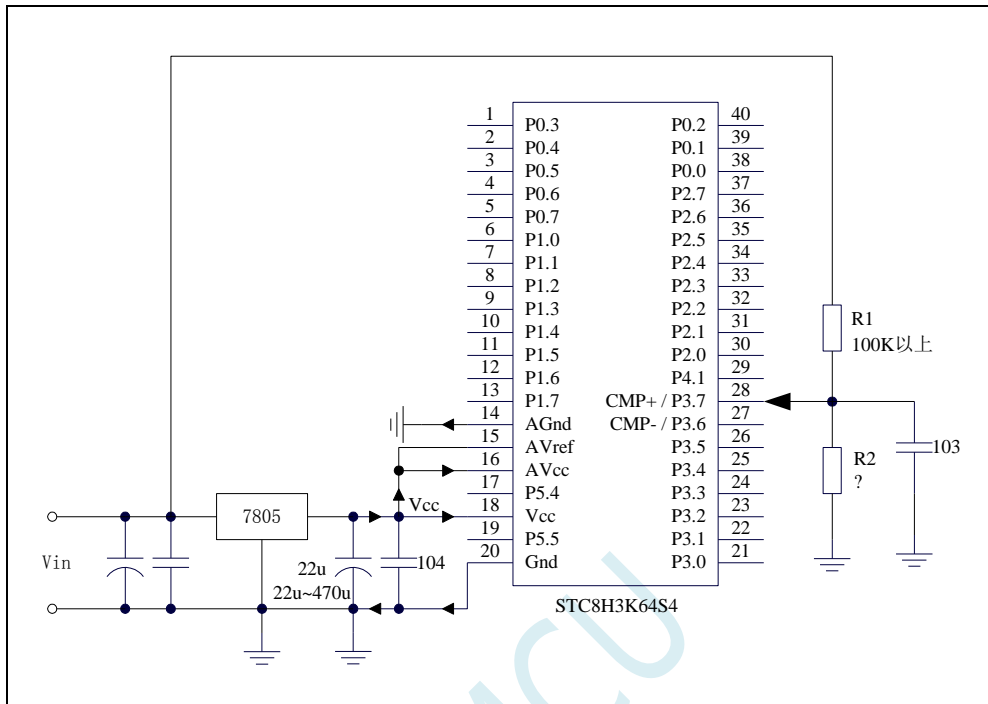 1 P0.3 P0.2 40
2 P0.4 P0.1 39
3 P0.5 P0.0 38
4 P0.6 P2.7 37
5 P0.7 P2.6 36
6 P1.0 P2.5 35
7 P1.1 P2.4 34
8 P1.2 P2.3 33
9 P1.3 P2.2 32
10 P1.4 P2.1 31
11 P1.5 P2.0 30
12 P1.6 P4.1 29
13 P1.7 CMP+ / P3.7 28
14 AGnd CMP- / P3.6 27
15 AVref P3.5 26
16 AVcc P3.4 25
17 P5.4 P3.3 24
18 Vcc P3.2 23
19 P5.5 P3.1 22
20 Gnd P3.0 21
STC8H3K64S4
R1
100K以上
R2
?
103
Vcc
7805
Vin
22u
22u~470u
104
MCU